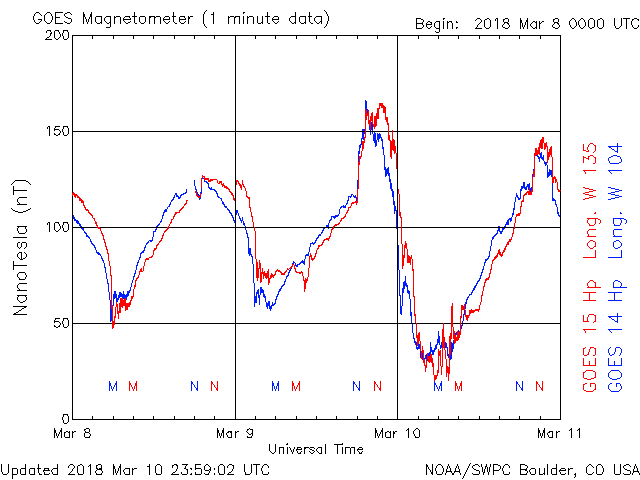 GOES Magnetometer (1 minute data)
Begin: 2018 Mar 8 0000 UTC
200
150
100
50
0
NanoTesla (nT)
M M N N M M N N M M N N
Mar 8 Mar 9 Mar 10 Mar 11
Universal Time
GOES 15 Hp Long. W 135
GOES 14 Hp Long. W 104
Updated 2018 Mar 10 23:59:02 UTC
NOAA/SWPC Boulder, CO USA